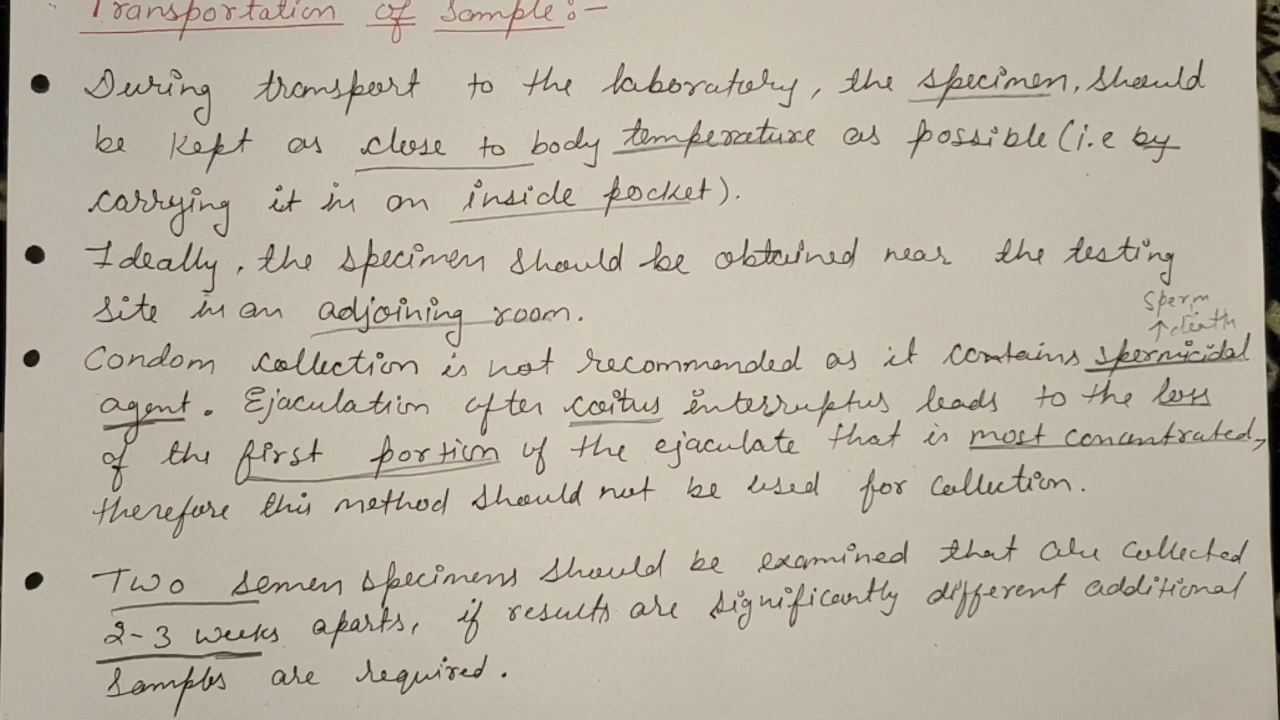 Transportation of Sample:-
• During transport to the laboratory, the specimen, should
be kept as close to body temperature as possible (i.e by
carrying it in an inside pocket).
• Ideally, the specimen should be obtained near the testing
site in an adjoining room.
sperm
↑ death
• Condom collection is not recommended as it contains spermicidal
agent. Ejaculation after coitus interruptus leads to the loss
of the first portion of the ejaculate that is most concentrated,
therefore this method should not be used for collection.
• Two semen specimens should be examined that are collected
2-3 weeks aparts, if results are significantly different additional
samples are required.